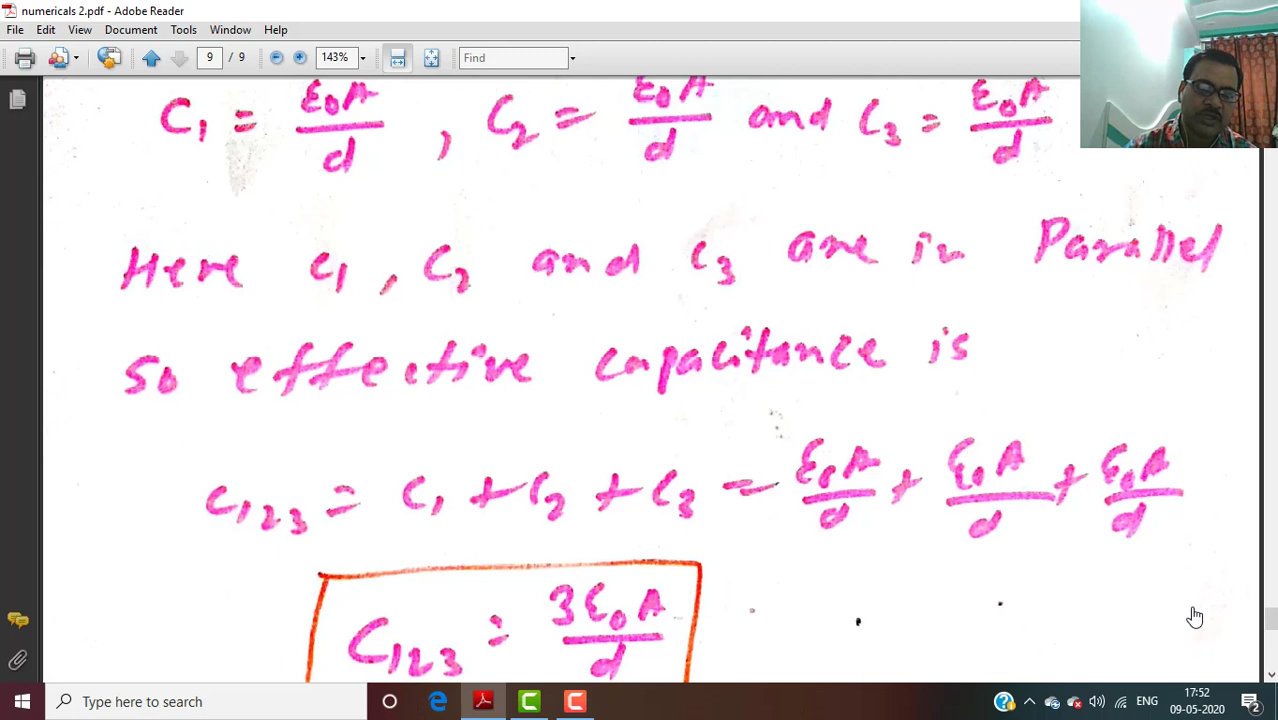 numericals 2.pdf - Adobe Reader
File Edit View Document Tools Window Help
9 / 9 143% Find
C₁ = ε₀A/d , C₂ = ε₀A/d and C₃ = ε₀A/d
Here C₁ , C₂ and C₃ are in Parallel
so effective capacitance is
C₁₂₃ = C₁ + C₂ + C₃ = ε₀A/d + ε₀A/d + ε₀A/d
C₁₂₃ = 3ε₀A/d
Type here to search
ENG
17:52
09-05-2020
2